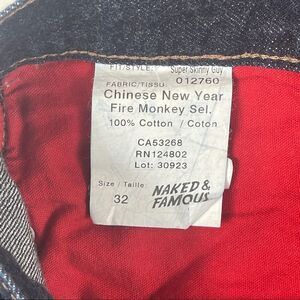 FIT/STYLE: Super Skinny Guy
012760
FABRIC/TISSU
Chinese New Year
Fire Monkey Sel.
100% Cotton / Coton
CA53268
RN124802
Lot: 30923
Size / Taille
32
NAKED &
FAMOUS